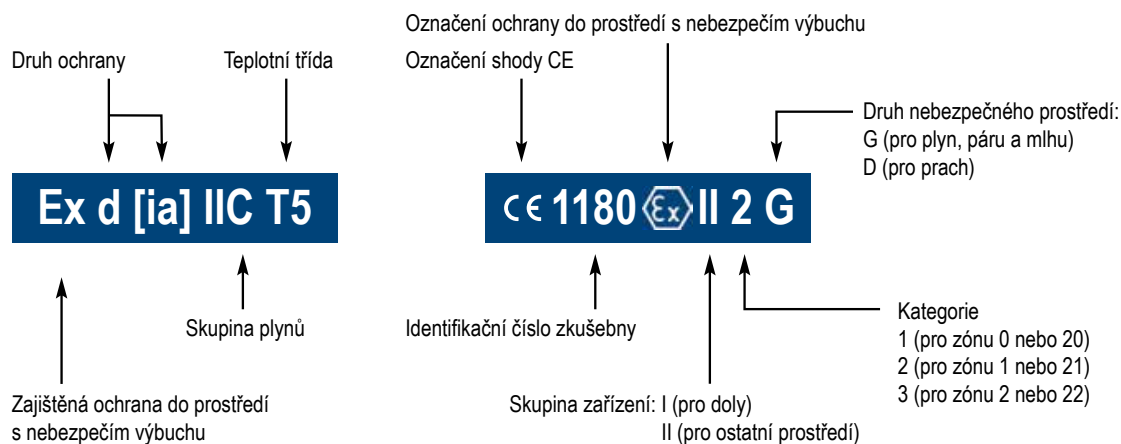 Druh ochrany
Teplotní třída
Ex d [ia] IIC T5
Skupina plynů
Zajištěná ochrana do prostředí
s nebezpečím výbuchu
Označení ochrany do prostředí s nebezpečím výbuchu
Označení shody CE
Druh nebezpečného prostředí:
G (pro plyn, páru a mlhu)
D (pro prach)
CE 1180 Ex II 2 G
Identifikační číslo zkušebny
Kategorie
1 (pro zónu 0 nebo 20)
2 (pro zónu 1 nebo 21)
3 (pro zónu 2 nebo 22)
Skupina zařízení: I (pro doly)
II (pro ostatní prostředí)